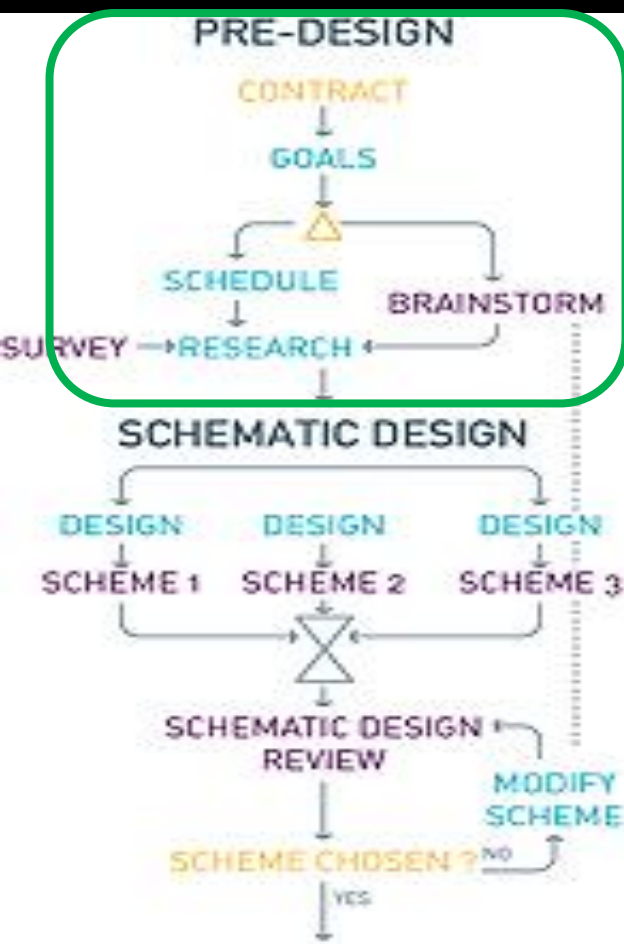 PRE-DESIGN
CONTRACT
GOALS
SCHEDULE
BRAINSTORM
SURVEY RESEARCH
SCHEMATIC DESIGN
DESIGN DESIGN DESIGN
SCHEME 1 SCHEME 2 SCHEME 3
SCHEMATIC DESIGN
REVIEW
MODIFY
SCHEME
SCHEME CHOSEN ? NO
YES